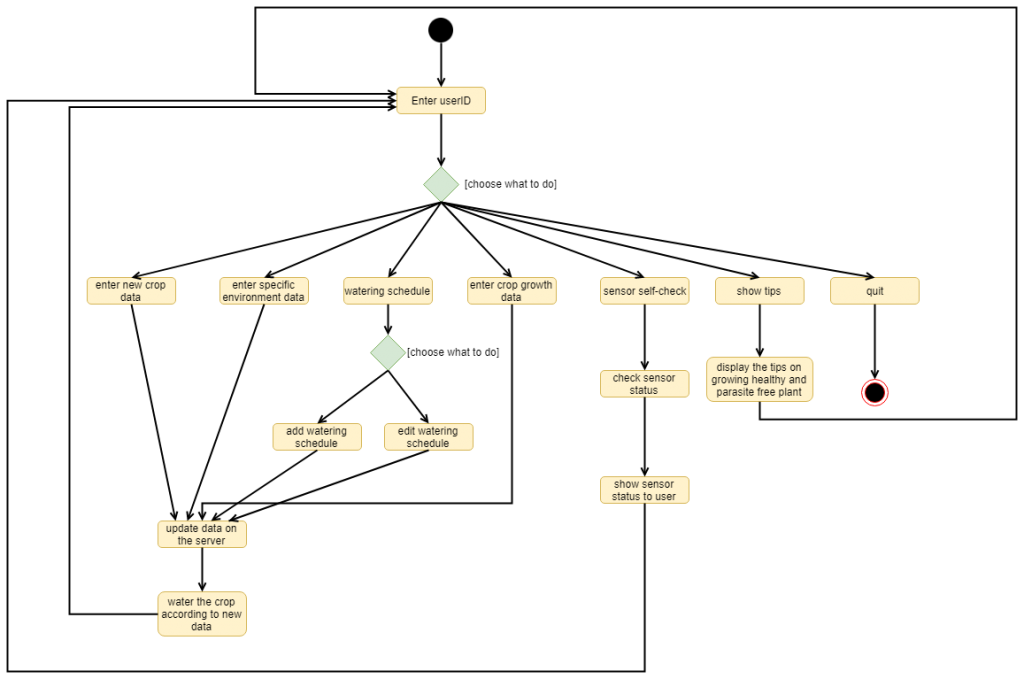 Enter userID
[choose what to do]
enter new crop
data
enter specific
environment data
watering schedule
enter crop growth
data
sensor self-check
show tips
quit
[choose what to do]
check sensor
status
display the tips on
growing healthy and
parasite free plant
add watering
schedule
edit watering
schedule
show sensor
status to user
update data on
the server
water the crop
according to new
data